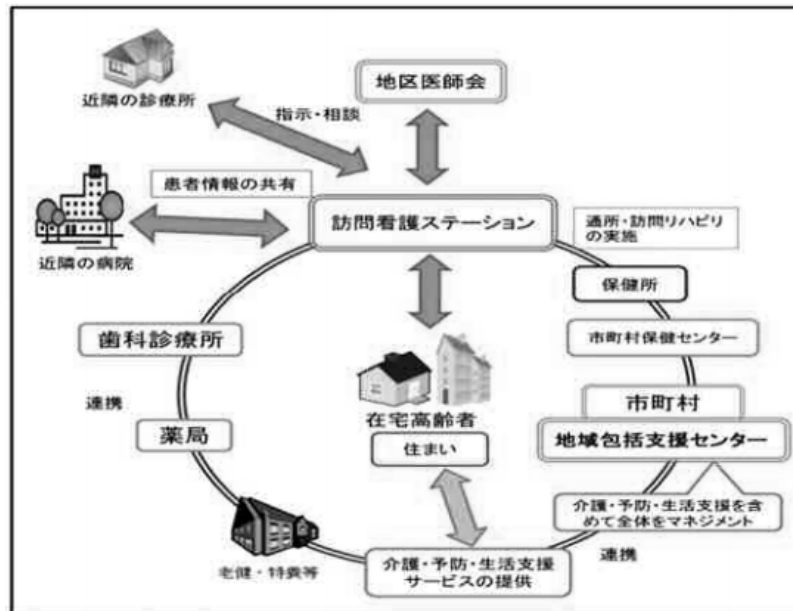 地区医師会
近隣の診療所
指示・相談
患者情報の共有
訪問看護ステーション
通所・訪問リハビリ
の実施
近隣の病院
保健所
歯科診療所
市町村保健センター
連携
市町村
在宅高齢者
薬局
地域包括支援センター
住まい
介護・予防・生活支援を含
めて全体をマネジメント
連携
老健・特養等
介護・予防・生活支援
サービスの提供